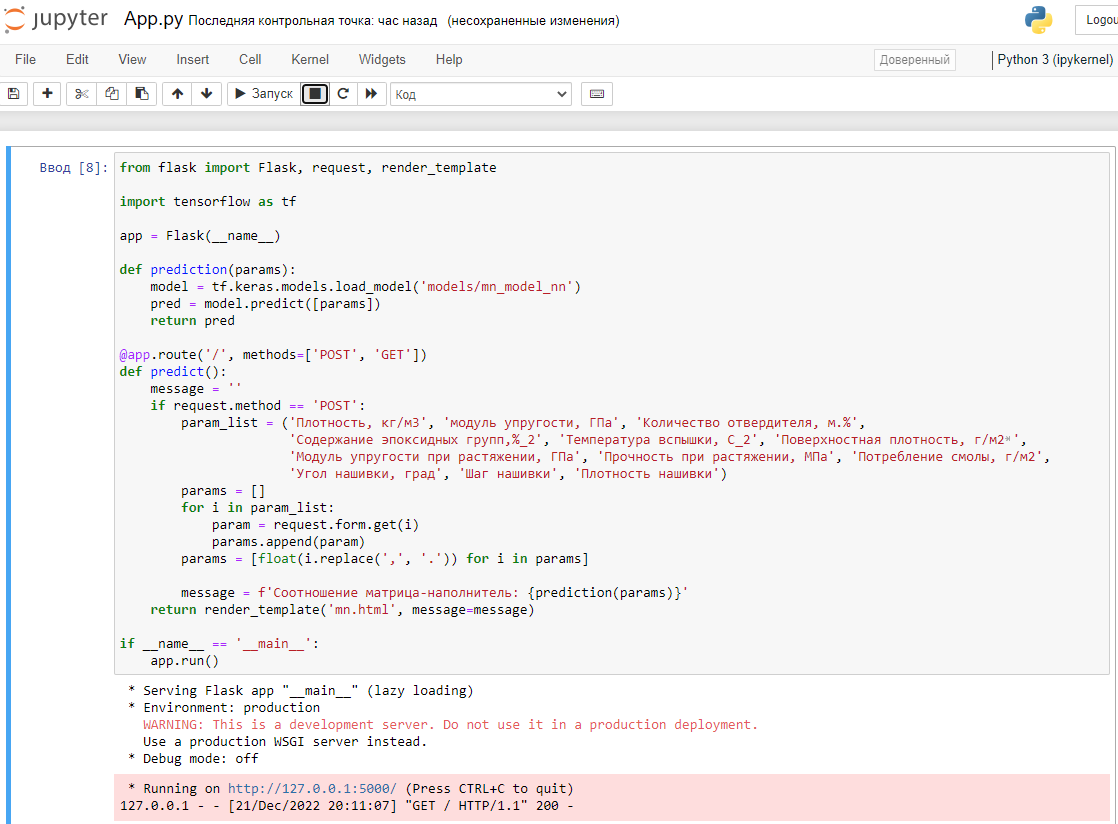 jupyter App.py Последняя контрольная точка: час назад (несохраненные изменения)
Logou
File Edit View Insert Cell Kernel Widgets Help Доверенный Python 3 (ipykernel)
Запуск Код
Ввод [8]:
from flask import Flask, request, render_template
import tensorflow as tf
app = Flask(__name__)
def prediction(params):
    model = tf.keras.models.load_model('models/mn_model_nn')
    pred = model.predict([params])
    return pred
@app.route('/', methods=['POST', 'GET'])
def predict():
    message = ''
    if request.method == 'POST':
        param_list = ('Плотность, кг/м3', 'модуль упругости, ГПа', 'Количество отвердителя, м.%',
                      'Содержание эпоксидных групп,%_2', 'Температура вспышки, С_2', 'Поверхностная плотность, г/м2*',
                      'Модуль упругости при растяжении, ГПа', 'Прочность при растяжении, МПа', 'Потребление смолы, г/м2',
                      'Угол нашивки, град', 'Шаг нашивки', 'Плотность нашивки')
        params = []
        for i in param_list:
            param = request.form.get(i)
            params.append(param)
        params = [float(i.replace(',', '.')) for i in params]
        message = f'Соотношение матрица-наполнитель: {prediction(params)}'
    return render_template('mn.html', message=message)
if __name__ == '__main__':
    app.run()
* Serving Flask app "__main__" (lazy loading)
* Environment: production
WARNING: This is a development server. Do not use it in a production deployment.
Use a production WSGI server instead.
* Debug mode: off
* Running on http://127.0.0.1:5000/ (Press CTRL+C to quit)
127.0.0.1 - - [21/Dec/2022 20:11:07] "GET / HTTP/1.1" 200 -